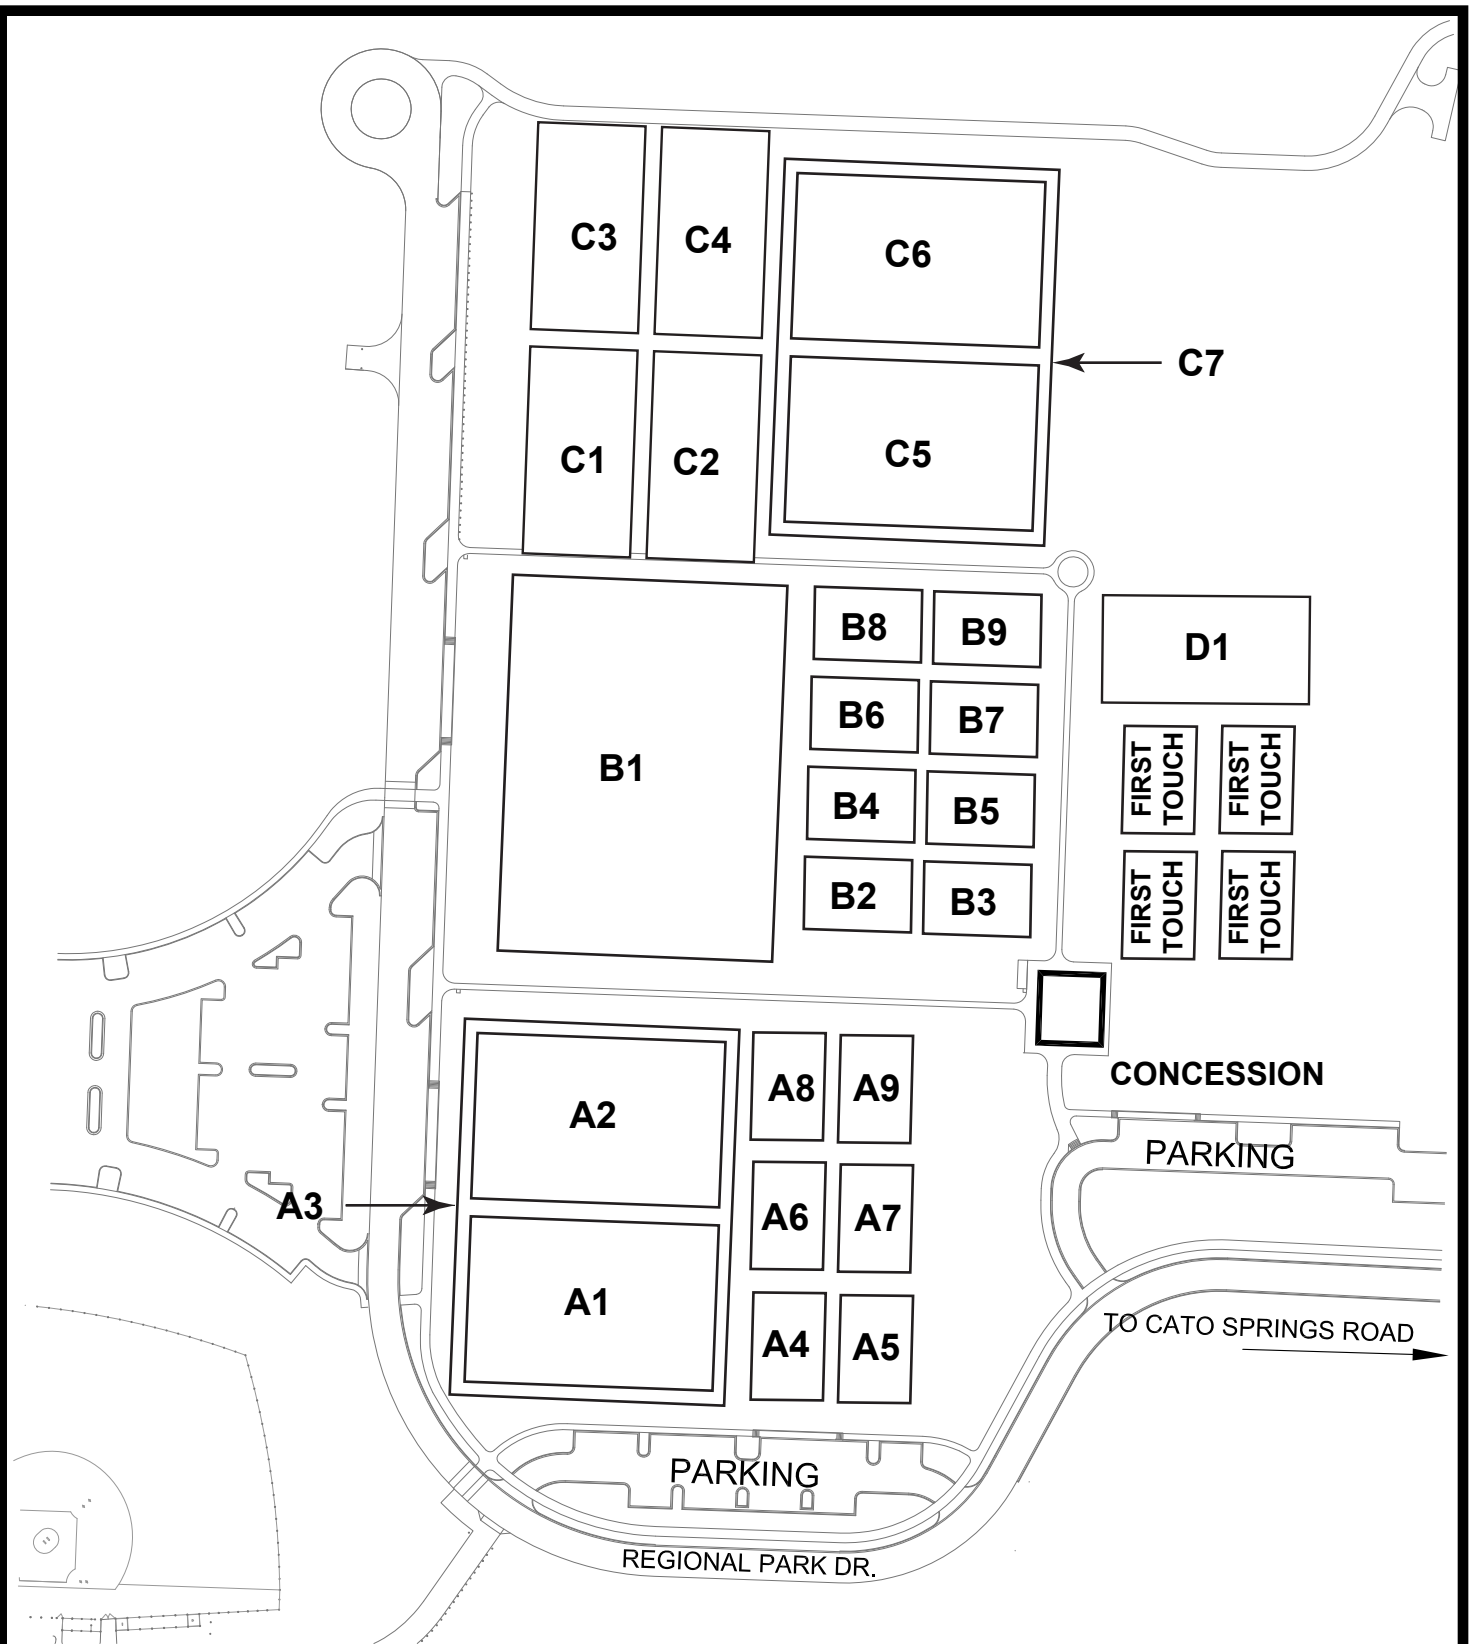 C3
C4
C6
C7
C1
C2
C5
B8
B9
D1
B6
B7
B1
FIRST
TOUCH
FIRST
TOUCH
B4
B5
B2
B3
FIRST
TOUCH
FIRST
TOUCH
CONCESSION
A2
A8
A9
PARKING
A3
A6
A7
A1
A4
A5
TO CATO SPRINGS ROAD
PARKING
REGIONAL PARK DR.